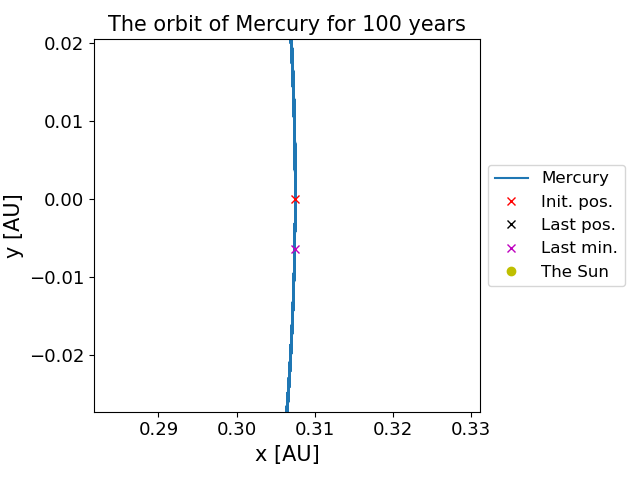 The orbit of Mercury for 100 years
0.02
0.01
0.00
−0.01
−0.02
y [AU]
0.29 0.30 0.31 0.32 0.33
x [AU]
Mercury
Init. pos.
Last pos.
Last min.
The Sun